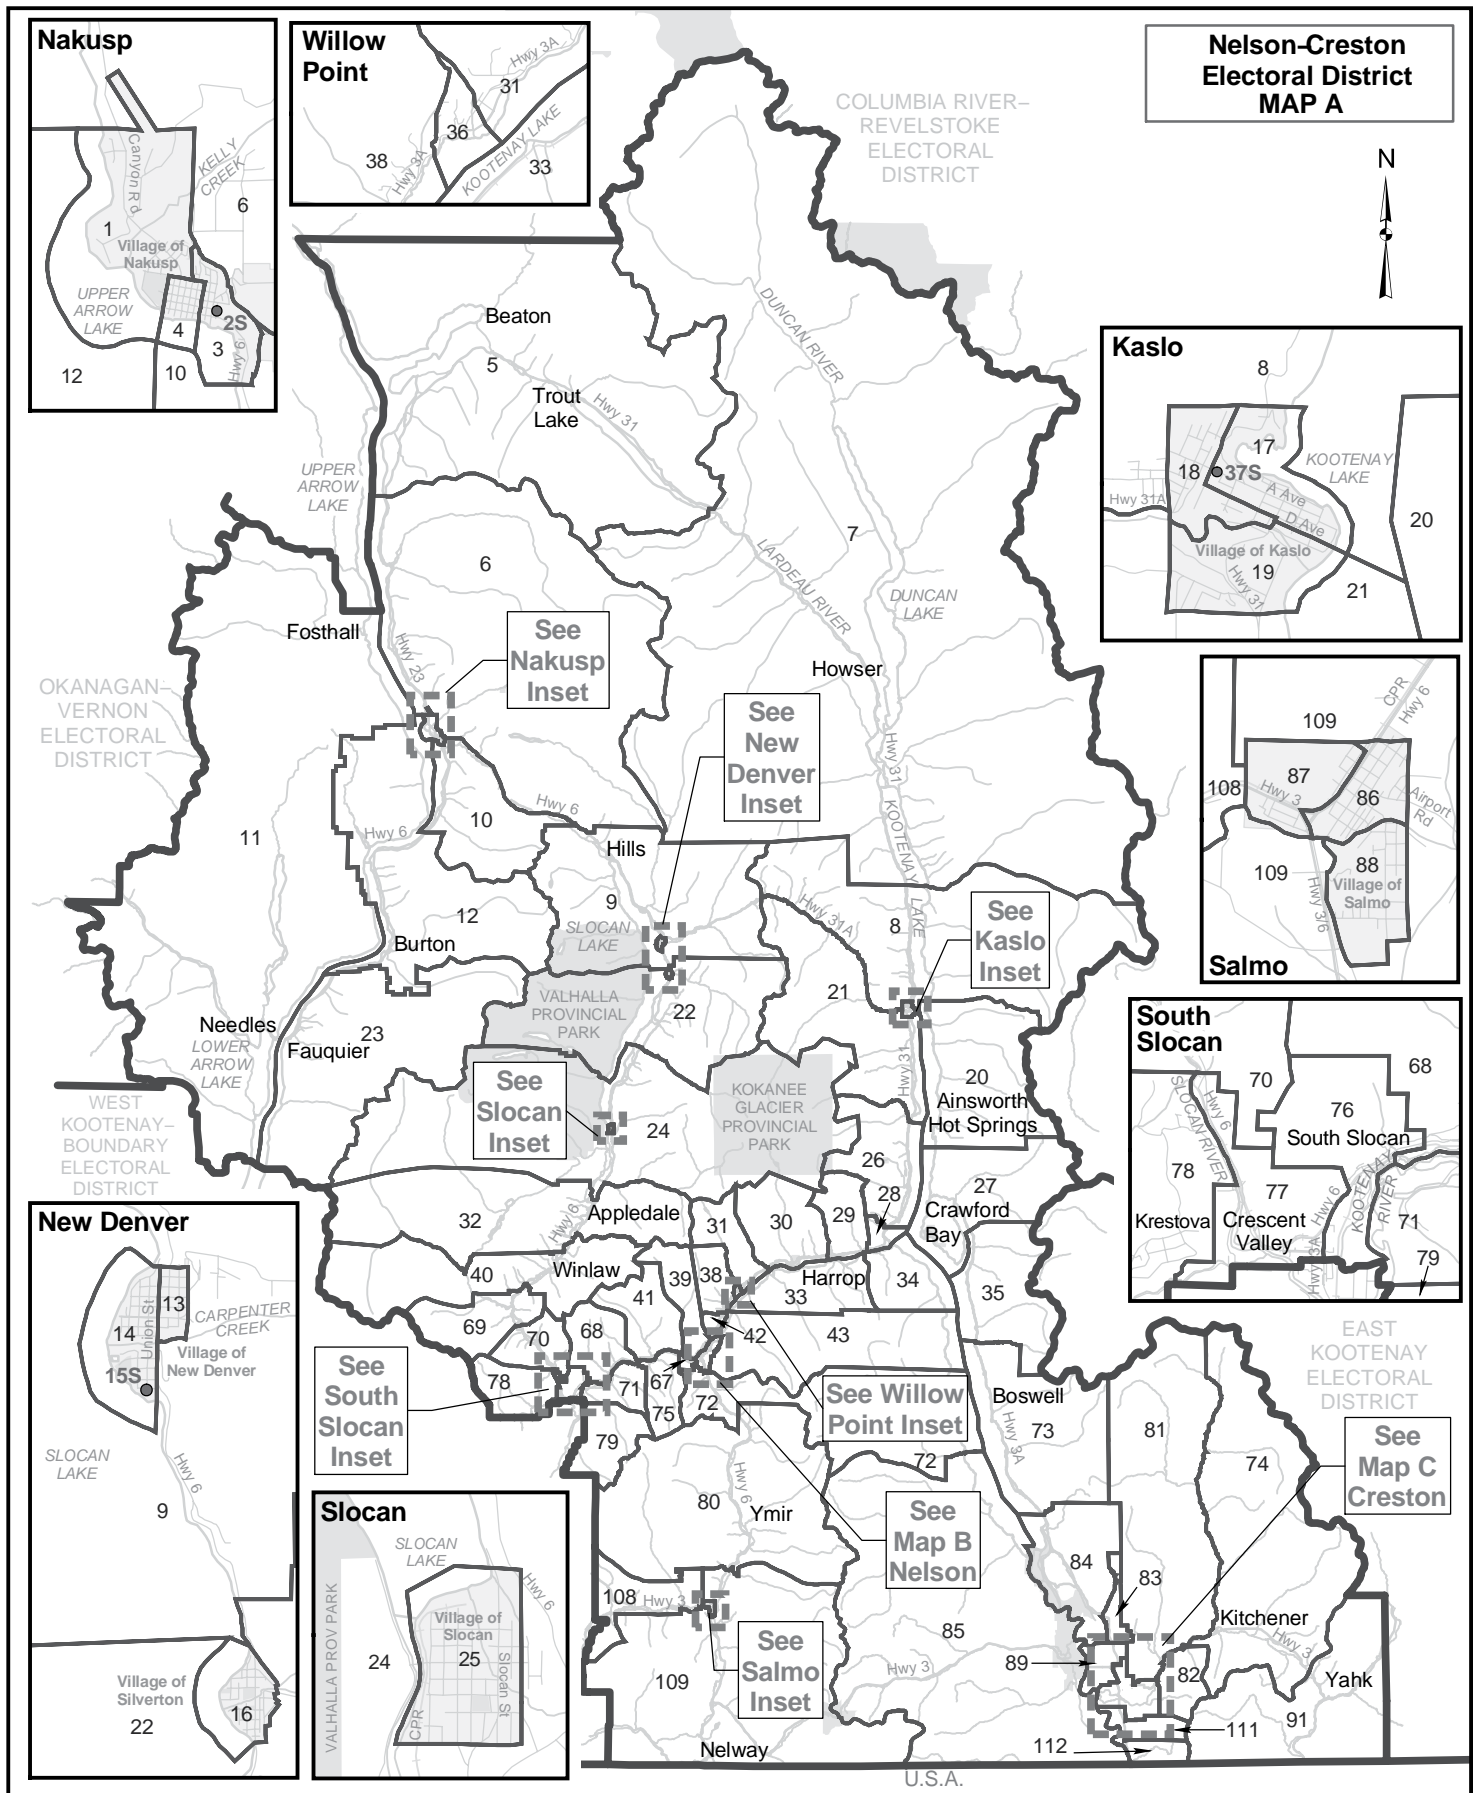 Nelson–Creston
Electoral District
MAP A
N
Nakusp
Canyon Rd
KELLY
CREEK
6
1
Village of
Nakusp
UPPER
ARROW
LAKE
4
2S
3
Hwy 6
12
10
Willow
Point
Hwy 3A
31
36
38
Hwy 3A
KOOTENAY LAKE
33
COLUMBIA RIVER–
REVELSTOKE
ELECTORAL
DISTRICT
Beaton
5
Trout
Lake
Hwy 31
DUNCAN RIVER
UPPER
ARROW
LAKE
6
7
LARDEAU RIVER
DUNCAN
LAKE
Fosthall
Hwy 23
See
Nakusp
Inset
Howser
OKANAGAN–
VERNON
ELECTORAL
DISTRICT
See
New
Denver
Inset
Hwy 31
KOOTENAY LAKE
11
Hwy 6
10
Hwy 6
Hills
9
12
SLOCAN
LAKE
Hwy 31A
8
See
Kaslo
Inset
Burton
VALHALLA
PROVINCIAL
PARK
22
21
Needles
LOWER
ARROW
LAKE
23
Fauquier
See
Slocan
Inset
24
KOKANEE
GLACIER
PROVINCIAL
PARK
Hwy 31
20
Ainsworth
Hot Springs
WEST
KOOTENAY–
BOUNDARY
ELECTORAL
DISTRICT
26
28
27
Crawford
Bay
32
Hwy 6
Appledale
31
30
29
40
Winlaw
39
38
Harrop
33
34
35
41
69
70
68
42
43
78
71
67
75
72
79
See
South
Slocan
Inset
See Willow
Point Inset
Boswell
Hwy 3A
73
81
74
72
80
Hwy 6
Ymir
See
Map B
Nelson
See
Map C
Creston
EAST
KOOTENAY
ELECTORAL
DISTRICT
84
83
108
Hwy 3
109
See
Salmo
Inset
85
Hwy 3
89
Kitchener
Hwy 3
82
Yahk
91
111
112
Nelway
U.S.A.
Kaslo
8
17
18
37S
KOOTENAY
LAKE
A Ave
D Ave
Hwy 31A
20
Village of Kaslo
19
Hwy 31
21
CPR
Hwy 6
109
87
108
Hwy 3
86
Airport
Rd
109
88
Village of
Salmo
Hwy 3/6
Salmo
South
Slocan
SLOCAN RIVER
Hwy 6
70
68
76
South Slocan
78
77
Krestova
Crescent
Valley
Hwy 6
Hwy 3A
KOOTENAY
RIVER
71
79
New Denver
13
14
Union St
CARPENTER
CREEK
Village of
New Denver
15S
SLOCAN
LAKE
Hwy 6
9
Village of
Silverton
16
22
Slocan
SLOCAN
LAKE
Hwy 6
VALHALLA PROV PARK
Village of
Slocan
24
25
Slocan St
CPR